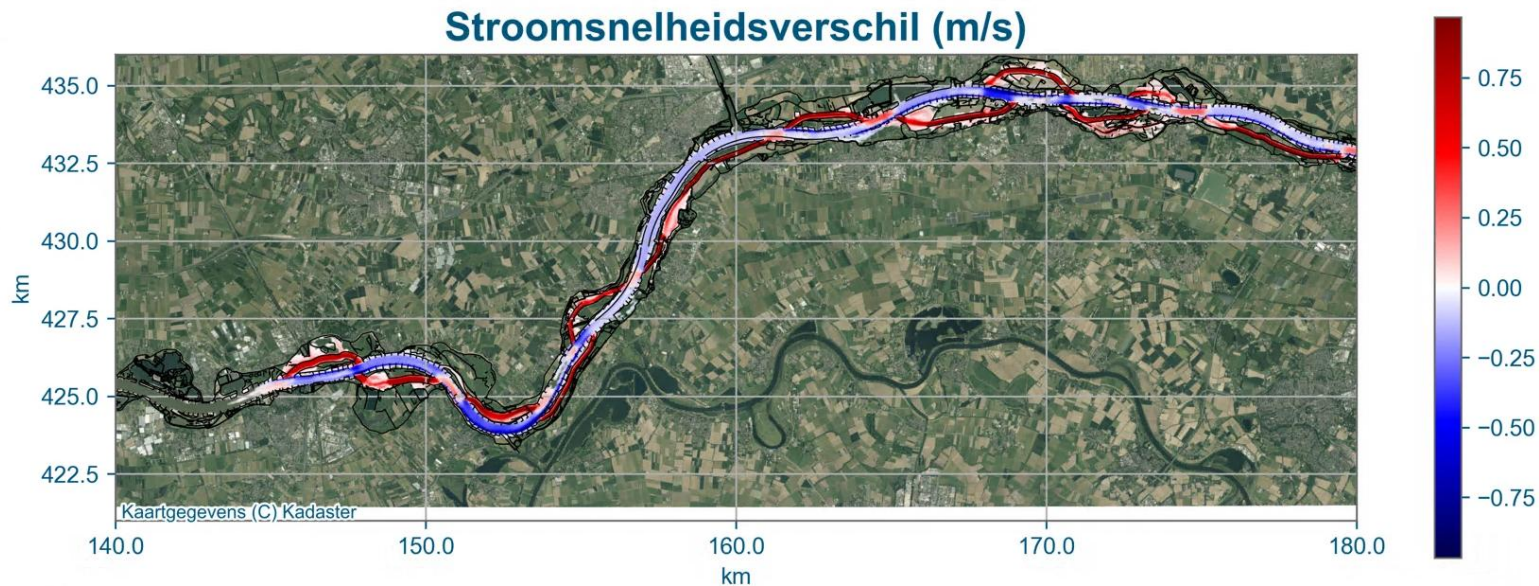 Stroomsnelheidsverschil (m/s)
435.0
432.5
430.0
427.5
425.0
422.5
km
Kaartgegevens (C) Kadaster
140.0 150.0 160.0 170.0 180.0
km
0.75
0.50
0.25
0.00
−0.25
−0.50
−0.75